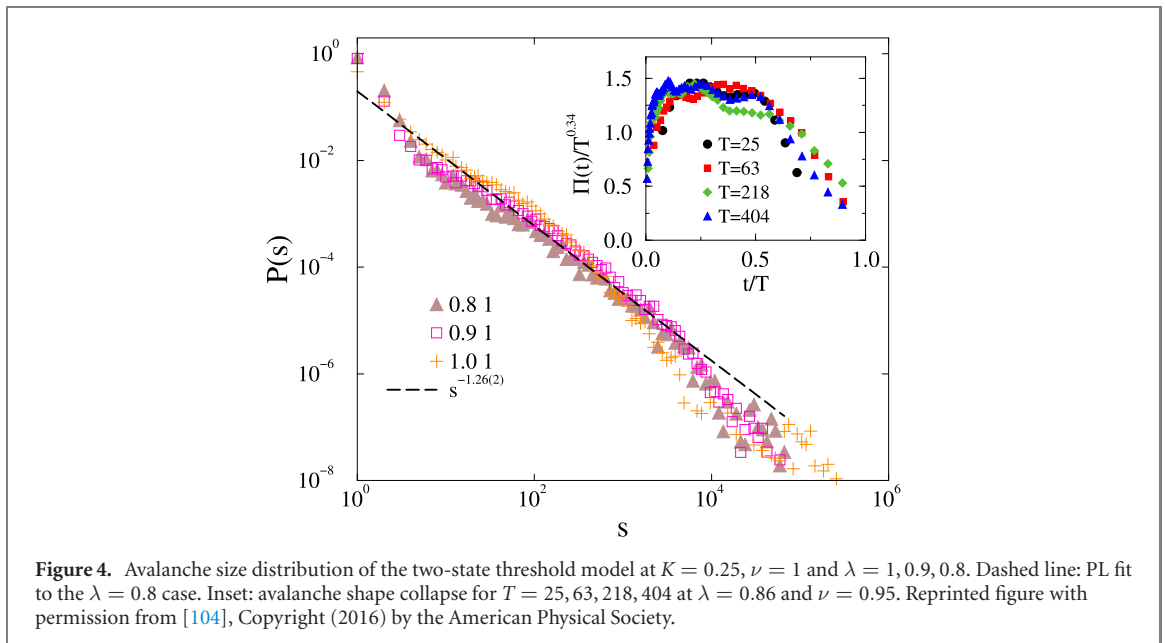 10^0
10^-2
10^-4
10^-6
10^-8
P(s)
10^0
10^2
10^4
10^6
s
0.8 1
0.9 1
1.0 1
s^-1.26(2)
1.5
1.0
0.5
0.0
Π(t)/T^0.34
0.0
0.5
1.0
t/T
T=25
T=63
T=218
T=404
Figure 4. Avalanche size distribution of the two-state threshold model at K = 0.25, ν = 1 and λ = 1, 0.9, 0.8. Dashed line: PL fit
to the λ = 0.8 case. Inset: avalanche shape collapse for T = 25, 63, 218, 404 at λ = 0.86 and ν = 0.95. Reprinted figure with
permission from [104], Copyright (2016) by the American Physical Society.